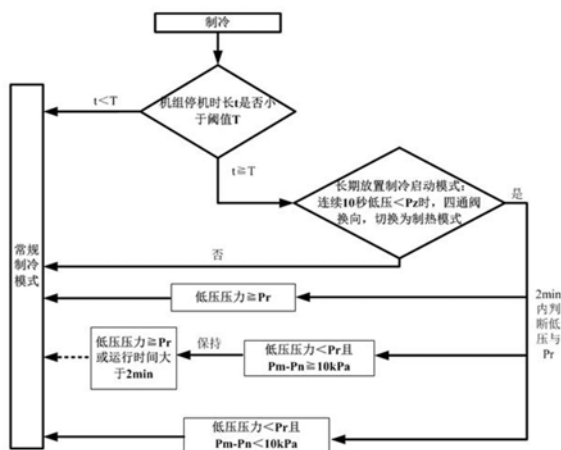 制冷
机组停机时长t是否小
于阈值T
t＜T
t≧T
长期放置制冷启动模式：
连续10秒低压＜Pz时，四通阀
换向，切换为制热模式
是
否
常规
制冷
模式
低压压力≧Pr
2min
内判
断低
压与
Pr
低压压力≧Pr
或运行时间大
于2min
保持
低压压力＜Pr且
Pm-Pn≧10kPa
低压压力＜Pr且
Pm-Pn＜10kPa